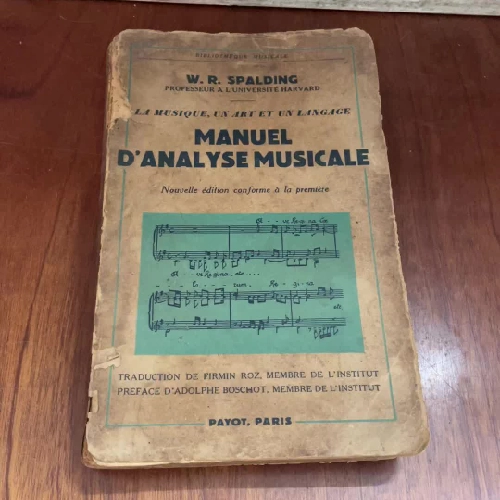 BIBLIOTHÈQUE MUSICALE
W. R. SPALDING
PROFESSEUR A L'UNIVERSITÉ HARVARD
LA MUSIQUE, UN ART ET UN LANGAGE
MANUEL
D'ANALYSE MUSICALE
Nouvelle édition conforme à la première
etc.
TRADUCTION DE FIRMIN ROZ, MEMBRE DE L'INSTITUT
PRÉFACE D'ADOLPHE BOSCHOT, MEMBRE DE L'INSTITUT
PAYOT, PARIS